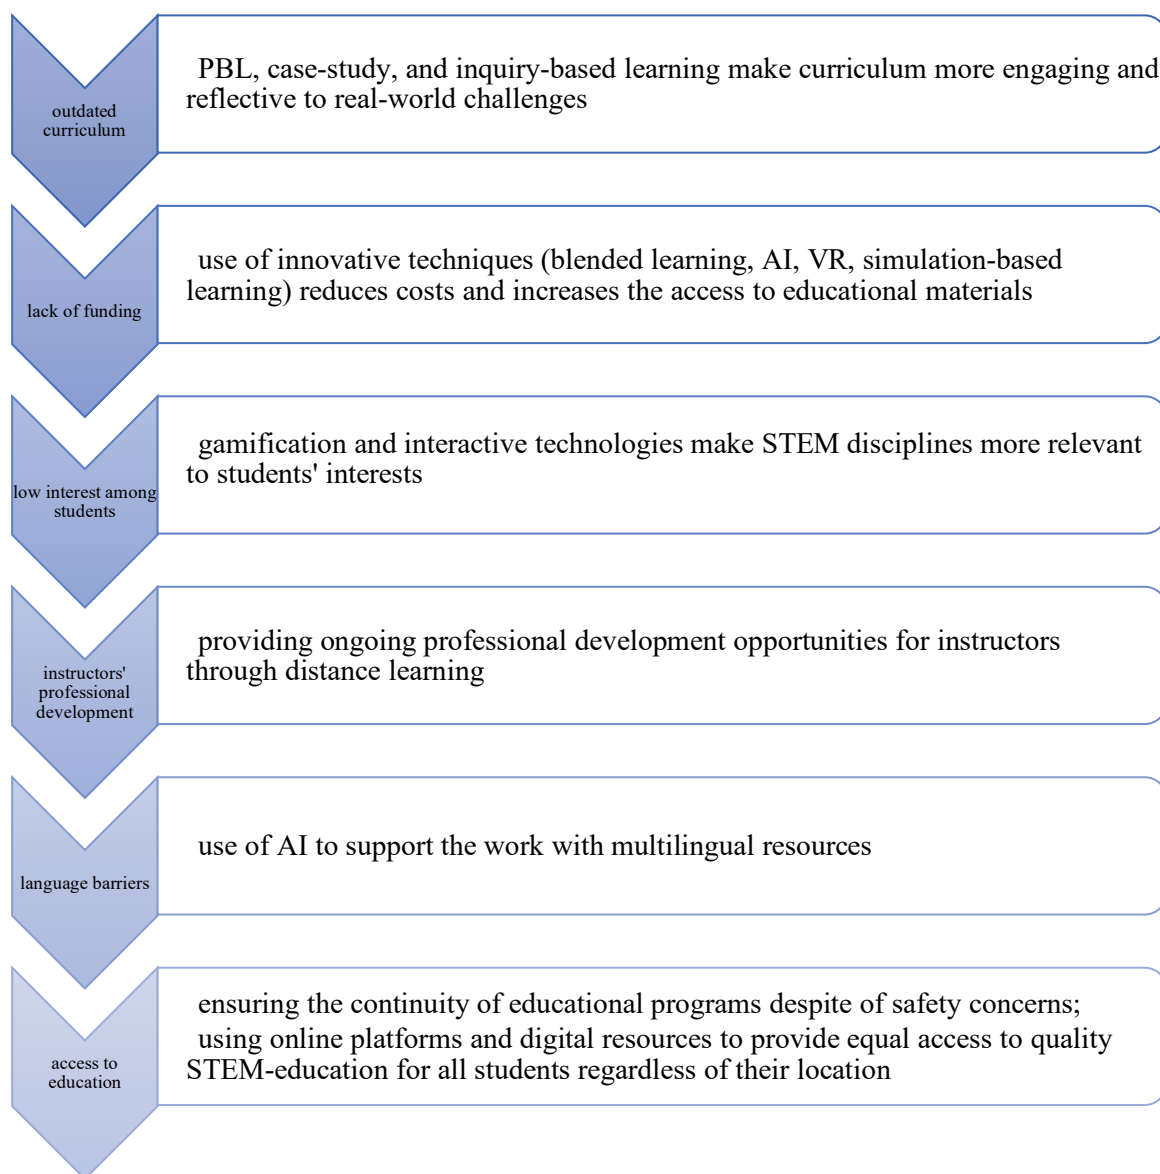 outdated
curriculum
PBL, case-study, and inquiry-based learning make curriculum more engaging and
reflective to real-world challenges
lack of funding
use of innovative techniques (blended learning, AI, VR, simulation-based
learning) reduces costs and increases the access to educational materials
low interest among
students
gamification and interactive technologies make STEM disciplines more relevant
to students' interests
instructors'
professional
development
providing ongoing professional development opportunities for instructors
through distance learning
language barriers
use of AI to support the work with multilingual resources
access to
education
ensuring the continuity of educational programs despite of safety concerns;
using online platforms and digital resources to provide equal access to quality
STEM-education for all students regardless of their location